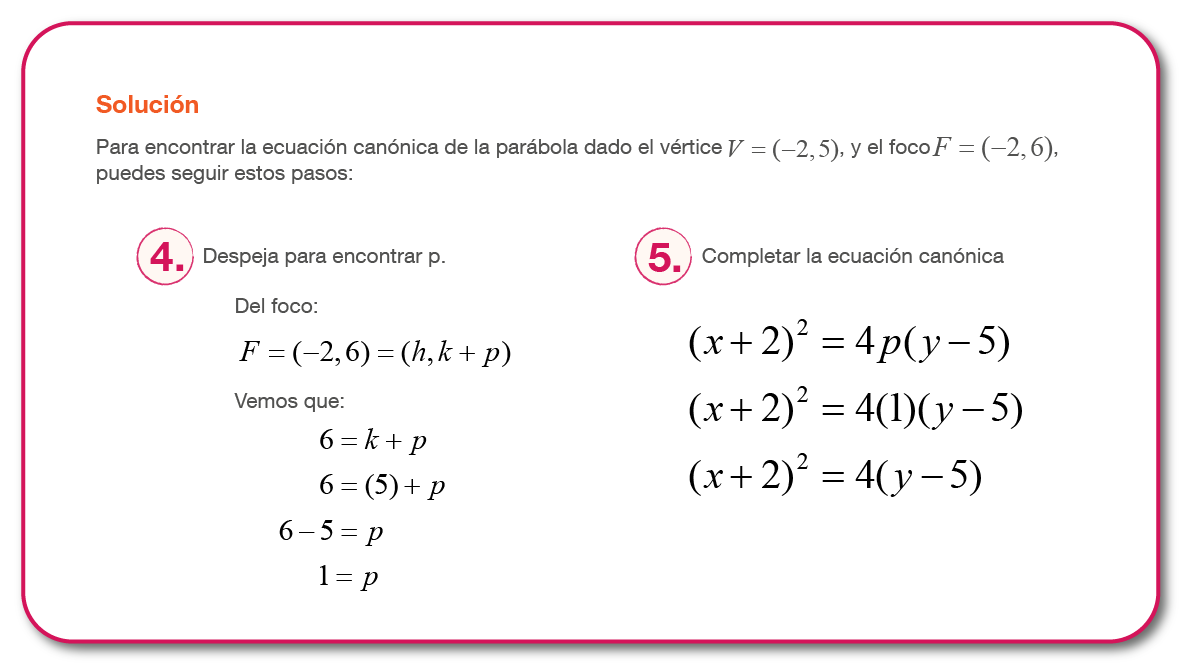 Solución
Para encontrar la ecuación canónica de la parábola dado el vértice V = (−2, 5), y el foco F = (−2, 6),
puedes seguir estos pasos:
4. Despeja para encontrar p.
Del foco:
F = (−2, 6) = (h, k + p)
Vemos que:
6 = k + p
6 = (5) + p
6 − 5 = p
1 = p
5. Completar la ecuación canónica
(x + 2)² = 4p(y − 5)
(x + 2)² = 4(1)(y − 5)
(x + 2)² = 4(y − 5)